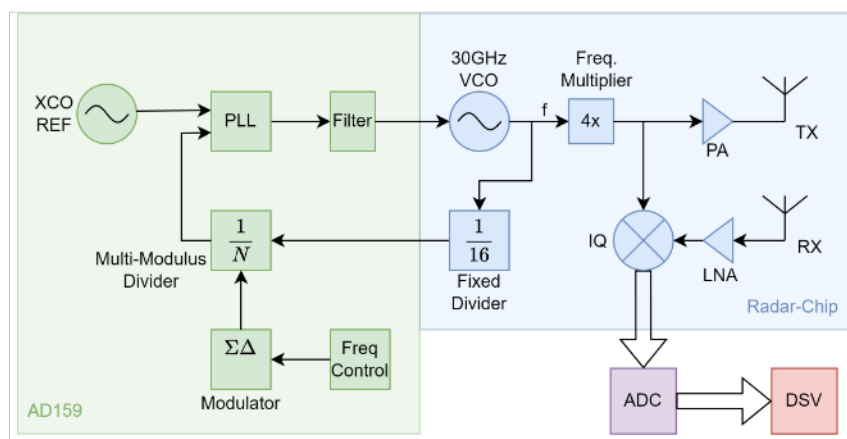 XCO
REF
PLL
Filter
30GHz
VCO
f
Freq.
Multiplier
4x
PA
TX
Multi-Modulus
Divider
1
N
1
16
Fixed
Divider
IQ
LNA
RX
Radar-Chip
ΣΔ
Modulator
Freq
Control
AD159
ADC
DSV